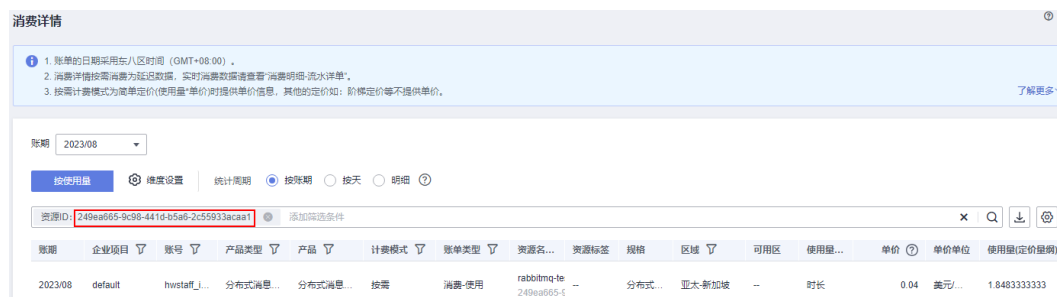 消费详情
1. 账单的日期采用东八区时间（GMT+08:00）。
2. 消费详情按需消费为延迟数据，实时消费数据请查看“消费明细-流水详单”。
3. 按需计费模式为简单定价(使用量*单价)时提供单价信息，其他的定价如：阶梯定价等不提供单价。
了解更多
账期 2023/08
按使用量 维度设置 统计周期 按账期 按天 明细
资源ID: 249ea665-9c98-441d-b5a6-2c55933acaa1 添加筛选条件
账期 企业项目 账号 产品类型 产品 计费模式 账单类型 资源名... 资源标签 规格 区域 可用区 使用量... 单价 单价单位 使用量(定价量纲)
2023/08 default hwstaff_i... 分布式消息... 分布式消息... 按需 消费-使用 rabbitmq-te -- 分布式... 亚太-新加坡 -- 时长 0.04 美元/... 1.8483333333
249ea665-9